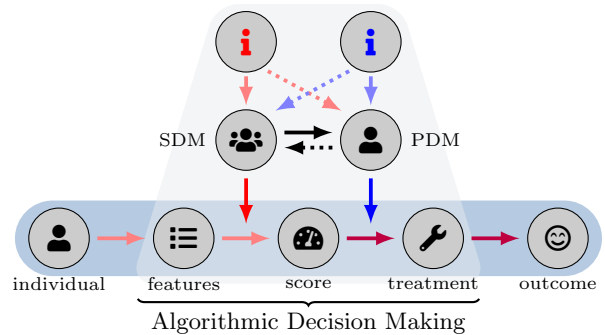 i i
SDM PDM
individual features score treatment outcome
Algorithmic Decision Making